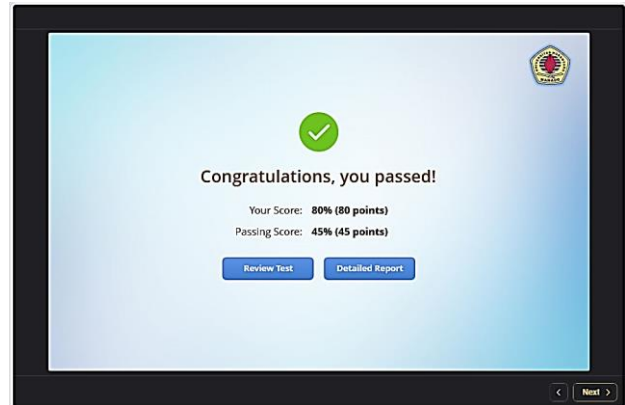 Congratulations, you passed!
Your Score: 80% (80 points)
Passing Score: 45% (45 points)
Review Test Detailed Report
Next